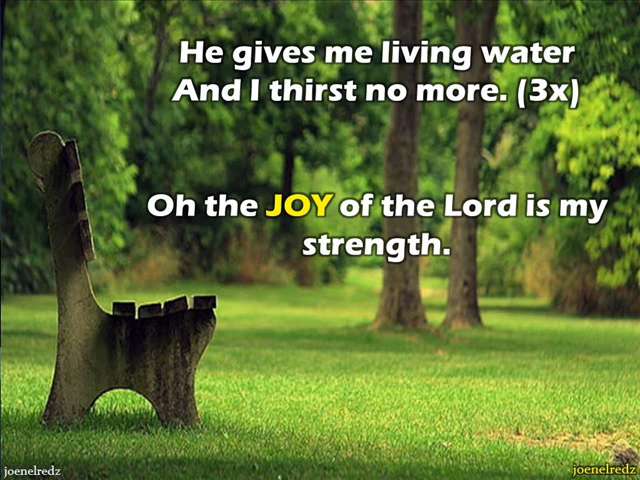 He gives me living water
And I thirst no more. (3x)
Oh the JOY of the Lord is my
strength.
joenelredz
joenelredz